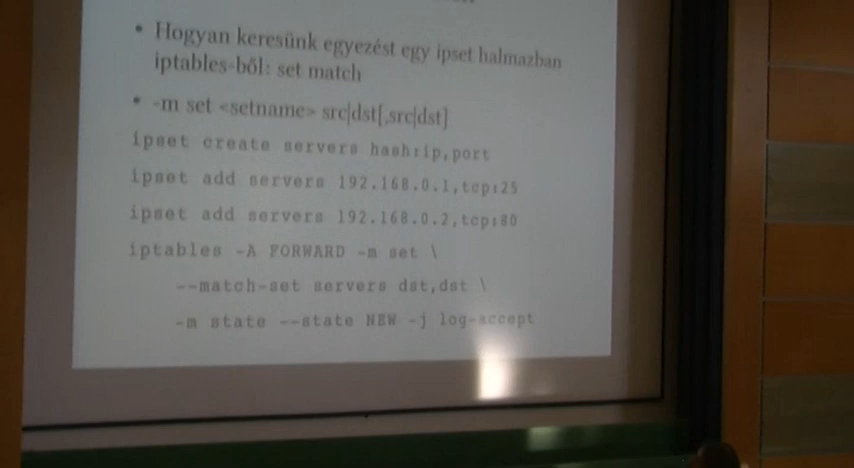 • Hogyan keresünk egyezést egy ipset halmazban
iptables-ből: set match
• -m set <setname> src|dst[,src|dst]
ipset create servers hash:ip,port
ipset add servers 192.168.0.1,tcp:25
ipset add servers 192.168.0.2,tcp:80
iptables -A FORWARD -m set \
--match-set servers dst,dst \
-m state --state NEW -j log-accept